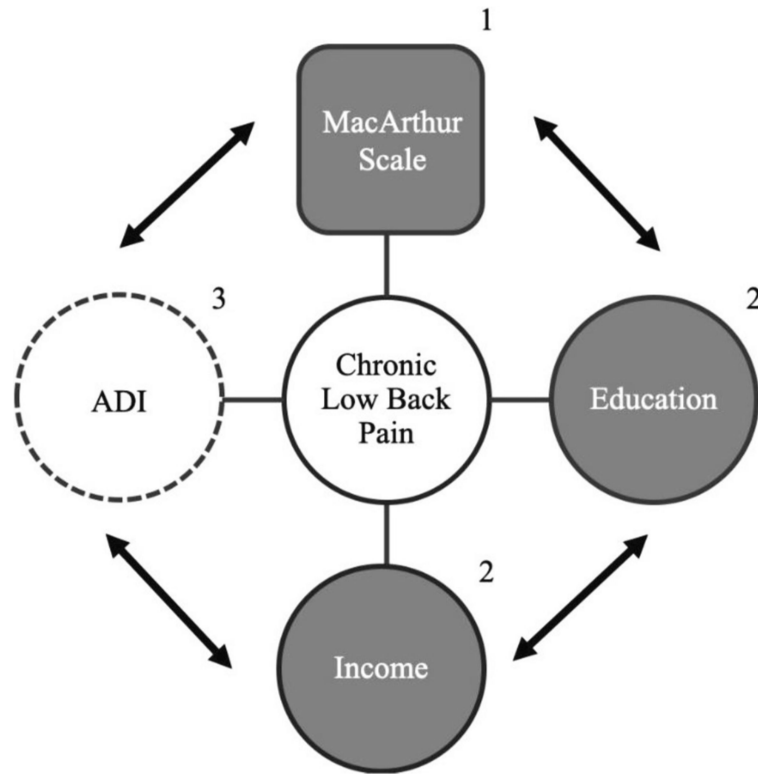 1
MacArthur
Scale
3
2
ADI
Chronic
Low Back
Pain
Education
2
Income